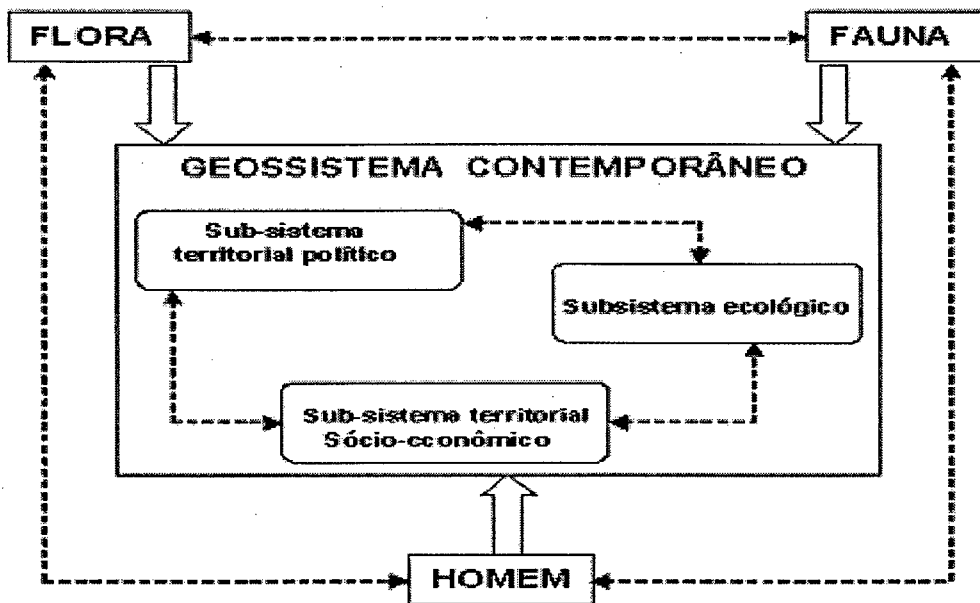 FLORA
FAUNA
GEOSSISTEMA CONTEMPORÂNEO
Sub-sistema
territorial político
Subsistema ecológico
Sub-sistema territorial
Sócio-econômico
HOMEM